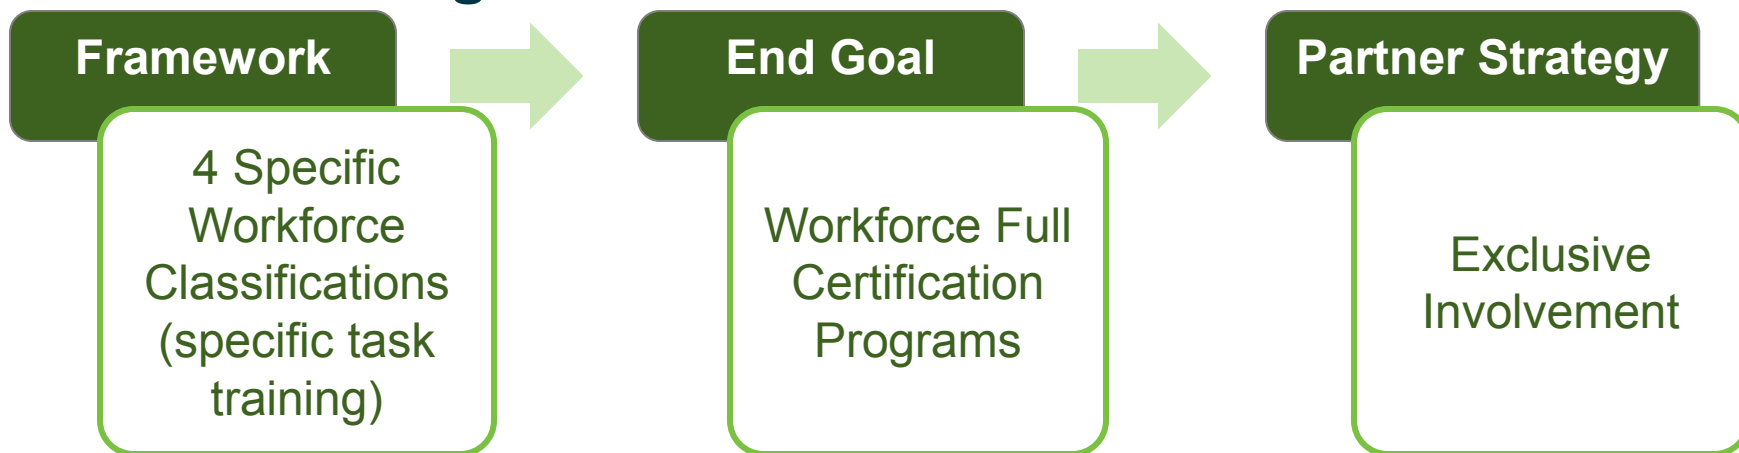 Framework
4 Specific
Workforce
Classifications
(specific task
training)
End Goal
Workforce Full
Certification
Programs
Partner Strategy
Exclusive
Involvement